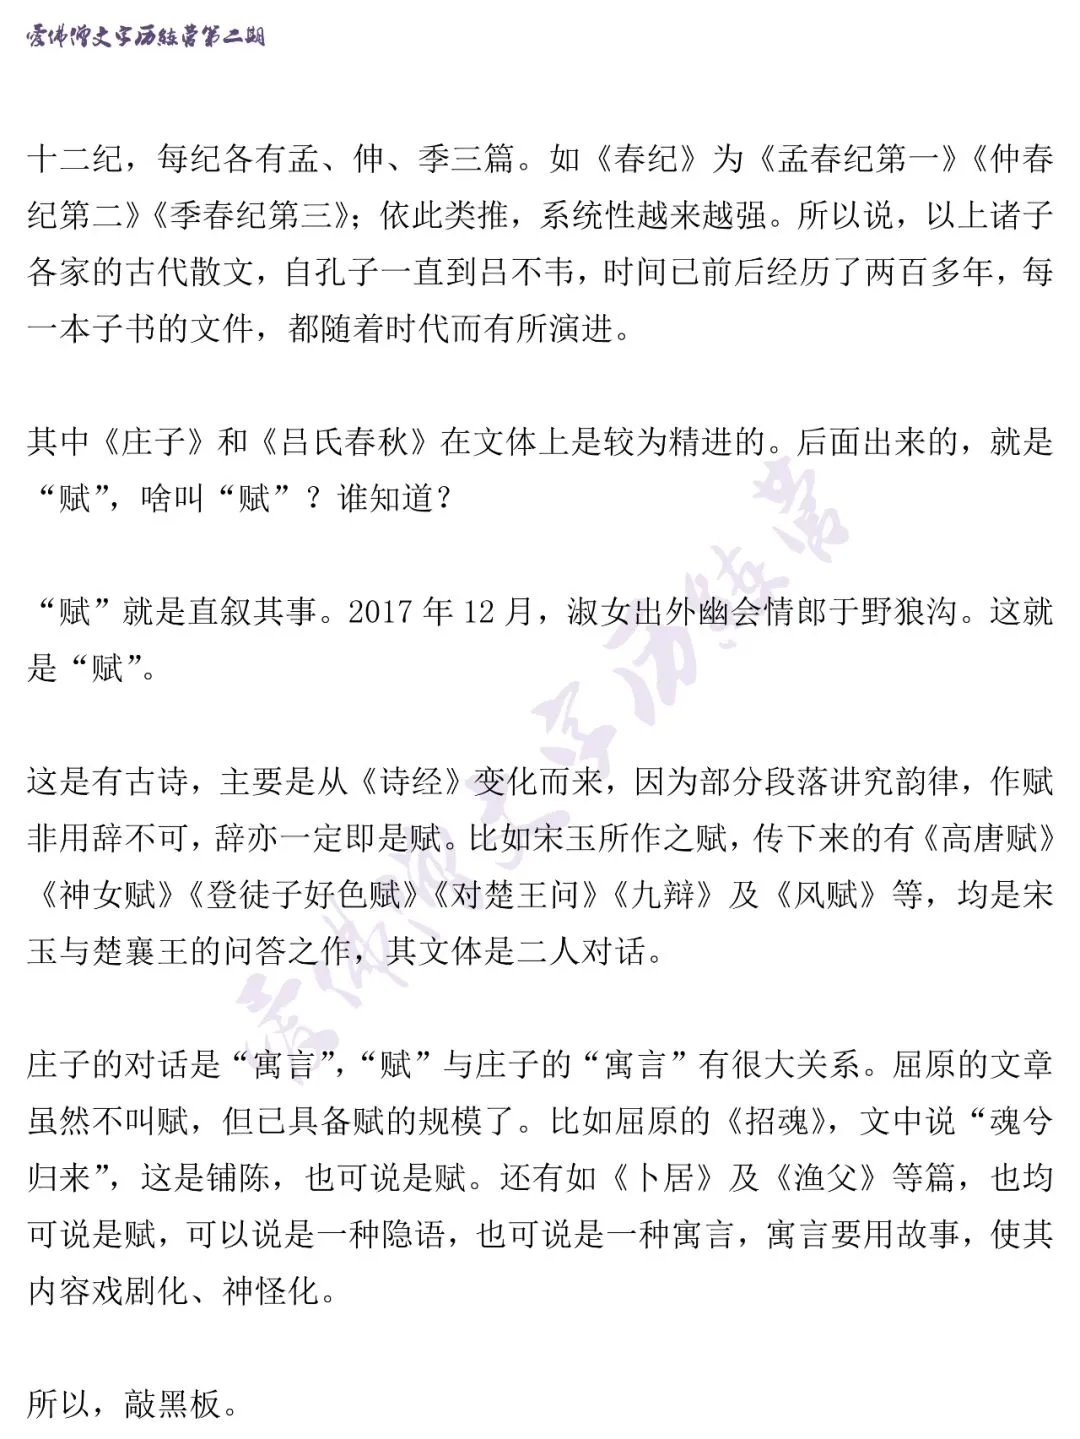 爱佛僧文字历练营第二期
十二纪，每纪各有孟、伸、季三篇。如《春纪》为《孟春纪第一》《仲春
纪第二》《季春纪第三》；依此类推，系统性越来越强。所以说，以上诸子
各家的古代散文，自孔子一直到吕不韦，时间已前后经历了两百多年，每
一本子书的文件，都随着时代而有所演进。
其中《庄子》和《吕氏春秋》在文体上是较为精进的。后面出来的，就是
“赋”，啥叫“赋”？谁知道？
“赋”就是直叙其事。2017 年 12 月，淑女出外幽会情郎于野狼沟。这就
是“赋”。
这是有古诗，主要是从《诗经》变化而来，因为部分段落讲究韵律，作赋
非用辞不可，辞亦一定即是赋。比如宋玉所作之赋，传下来的有《高唐赋》
《神女赋》《登徒子好色赋》《对楚王问》《九辩》及《风赋》等，均是宋
玉与楚襄王的问答之作，其文体是二人对话。
庄子的对话是“寓言”，“赋”与庄子的“寓言”有很大关系。屈原的文章
虽然不叫赋，但已具备赋的规模了。比如屈原的《招魂》，文中说“魂兮
归来”，这是铺陈，也可说是赋。还有如《卜居》及《渔父》等篇，也均
可说是赋，可以说是一种隐语，也可说是一种寓言，寓言要用故事，使其
内容戏剧化、神怪化。
所以，敲黑板。
爱佛僧文字历练营